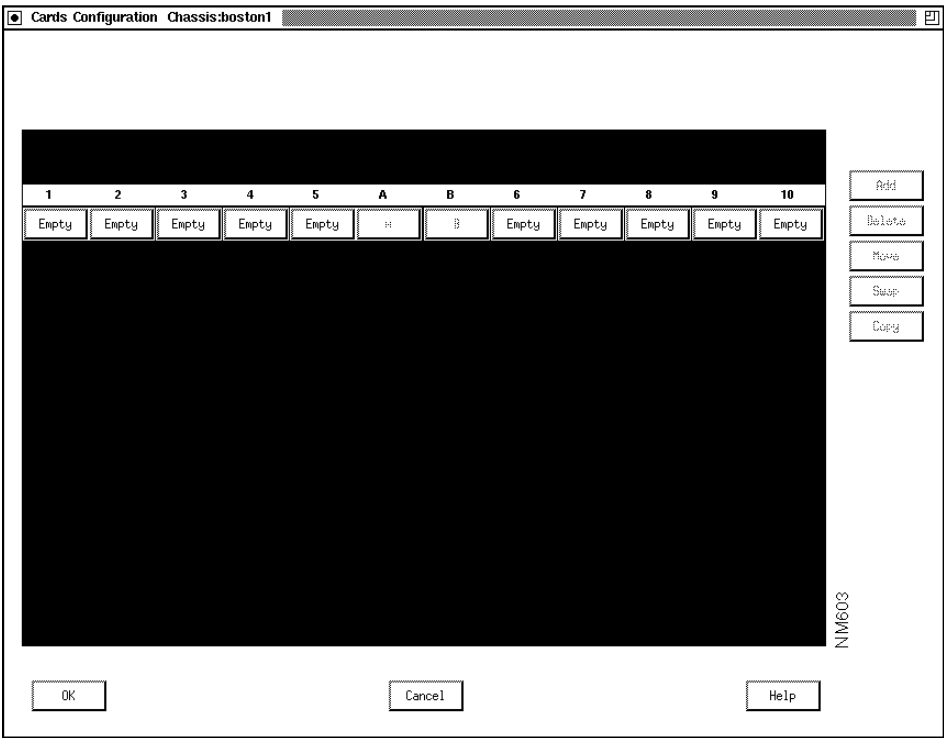 Cards Configuration Chassis:boston1
1 2 3 4 5 A B 6 7 8 9 10
Empty Empty Empty Empty Empty A B Empty Empty Empty Empty Empty
Add
Delete
Move
Swap
Copy
NM603
OK Cancel Help